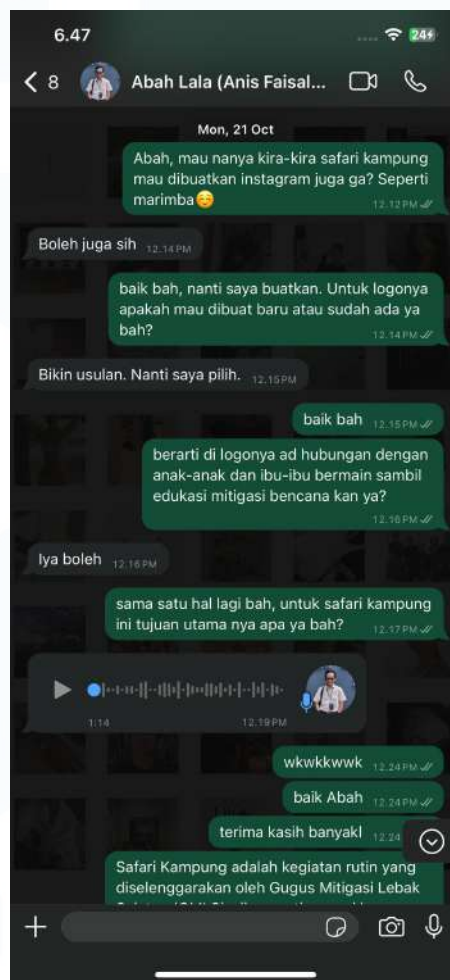 6.47
24
8 Abah Lala (Anis Faisal...
Mon, 21 Oct
Abah, mau nanya kira-kira safari kampung
mau dibuatkan instagram juga ga? Seperti
marimba☺️
12.12 PM
Boleh juga sih 12.14 PM
baik bah, nanti saya buatkan. Untuk logonya
apakah mau dibuat baru atau sudah ada ya
bah?
12.14 PM
Bikin usulan. Nanti saya pilih. 12.15 PM
baik bah 12.15 PM
berarti di logonya ad hubungan dengan
anak-anak dan ibu-ibu bermain sambil
edukasi mitigasi bencana kan ya?
12.16 PM
Iya boleh 12.16 PM
sama satu hal lagi bah, untuk safari kampung
ini tujuan utama nya apa ya bah?
12.17 PM
1:14 12.19 PM
wkwkkwwk 12.24 PM
baik Abah 12.24 PM
terima kasih banyakl 12.24
Safari Kampung adalah kegiatan rutin yang
diselenggarakan oleh Gugus Mitigasi Lebak